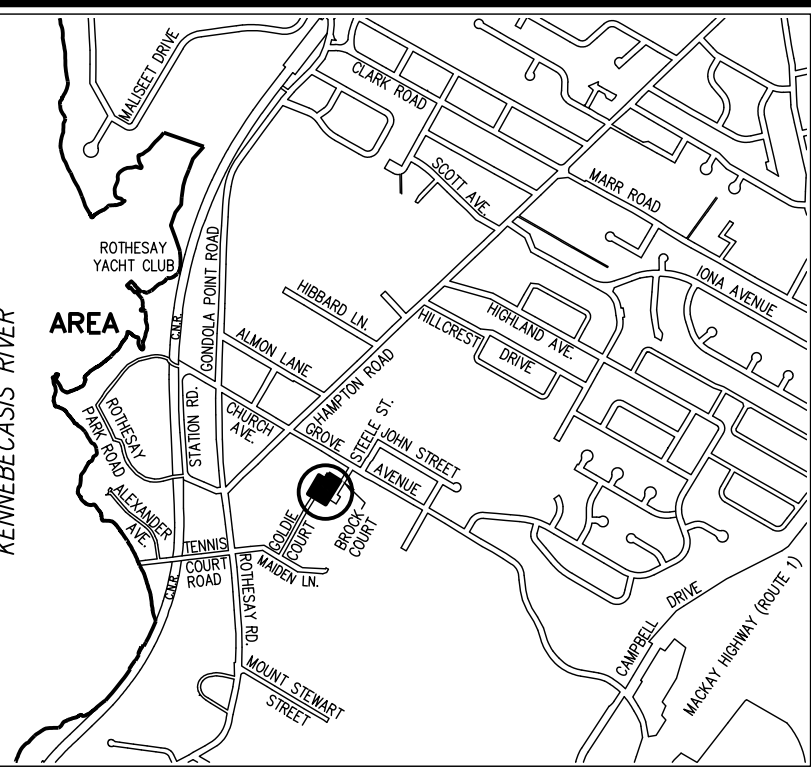 MALISEET DRIVE
CLARK ROAD
SCOTT AVE.
MARR ROAD
ROTHESAY
YACHT CLUB
GONDOLA POINT ROAD
IONA AVENUE
HIBBARD LN.
KENNEBECASIS RIVER
AREA
C.N.R.
HILLCREST
DRIVE
HIGHLAND AVE.
ALMON LANE
HAMPTON ROAD
STATION RD.
CHURCH
AVE.
ROTHESAY
PARK ROAD
GROVE
AVENUE
STEELE ST.
JOHN STREET
ALEXANDER
AVE.
GOLDIE
COURT
BROCK
COURT
TENNIS
COURT
ROAD
MAIDEN LN.
C.N.R.
ROTHESAY RD.
CAMPBELL DRIVE
MACKAY HIGHWAY (ROUTE 1)
MOUNT STEWART
STREET